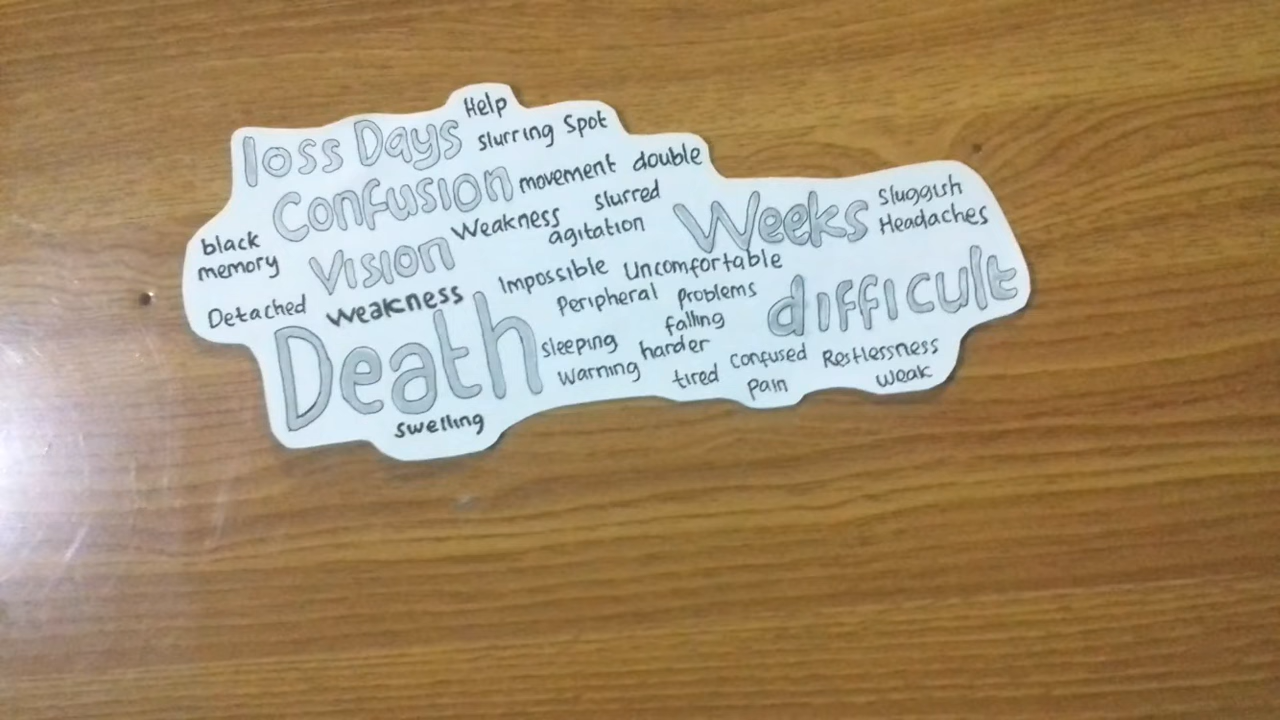 Help
loss Days slurring Spot
Confusion movement double
black Weakness slurred Weeks Sluggish
memory Vision agitation Headaches
Detached weakness Impossible Uncomfortable
Peripheral problems difficult
Death sleeping falling
harder confused Restlessness
warning tired Pain weak
swelling